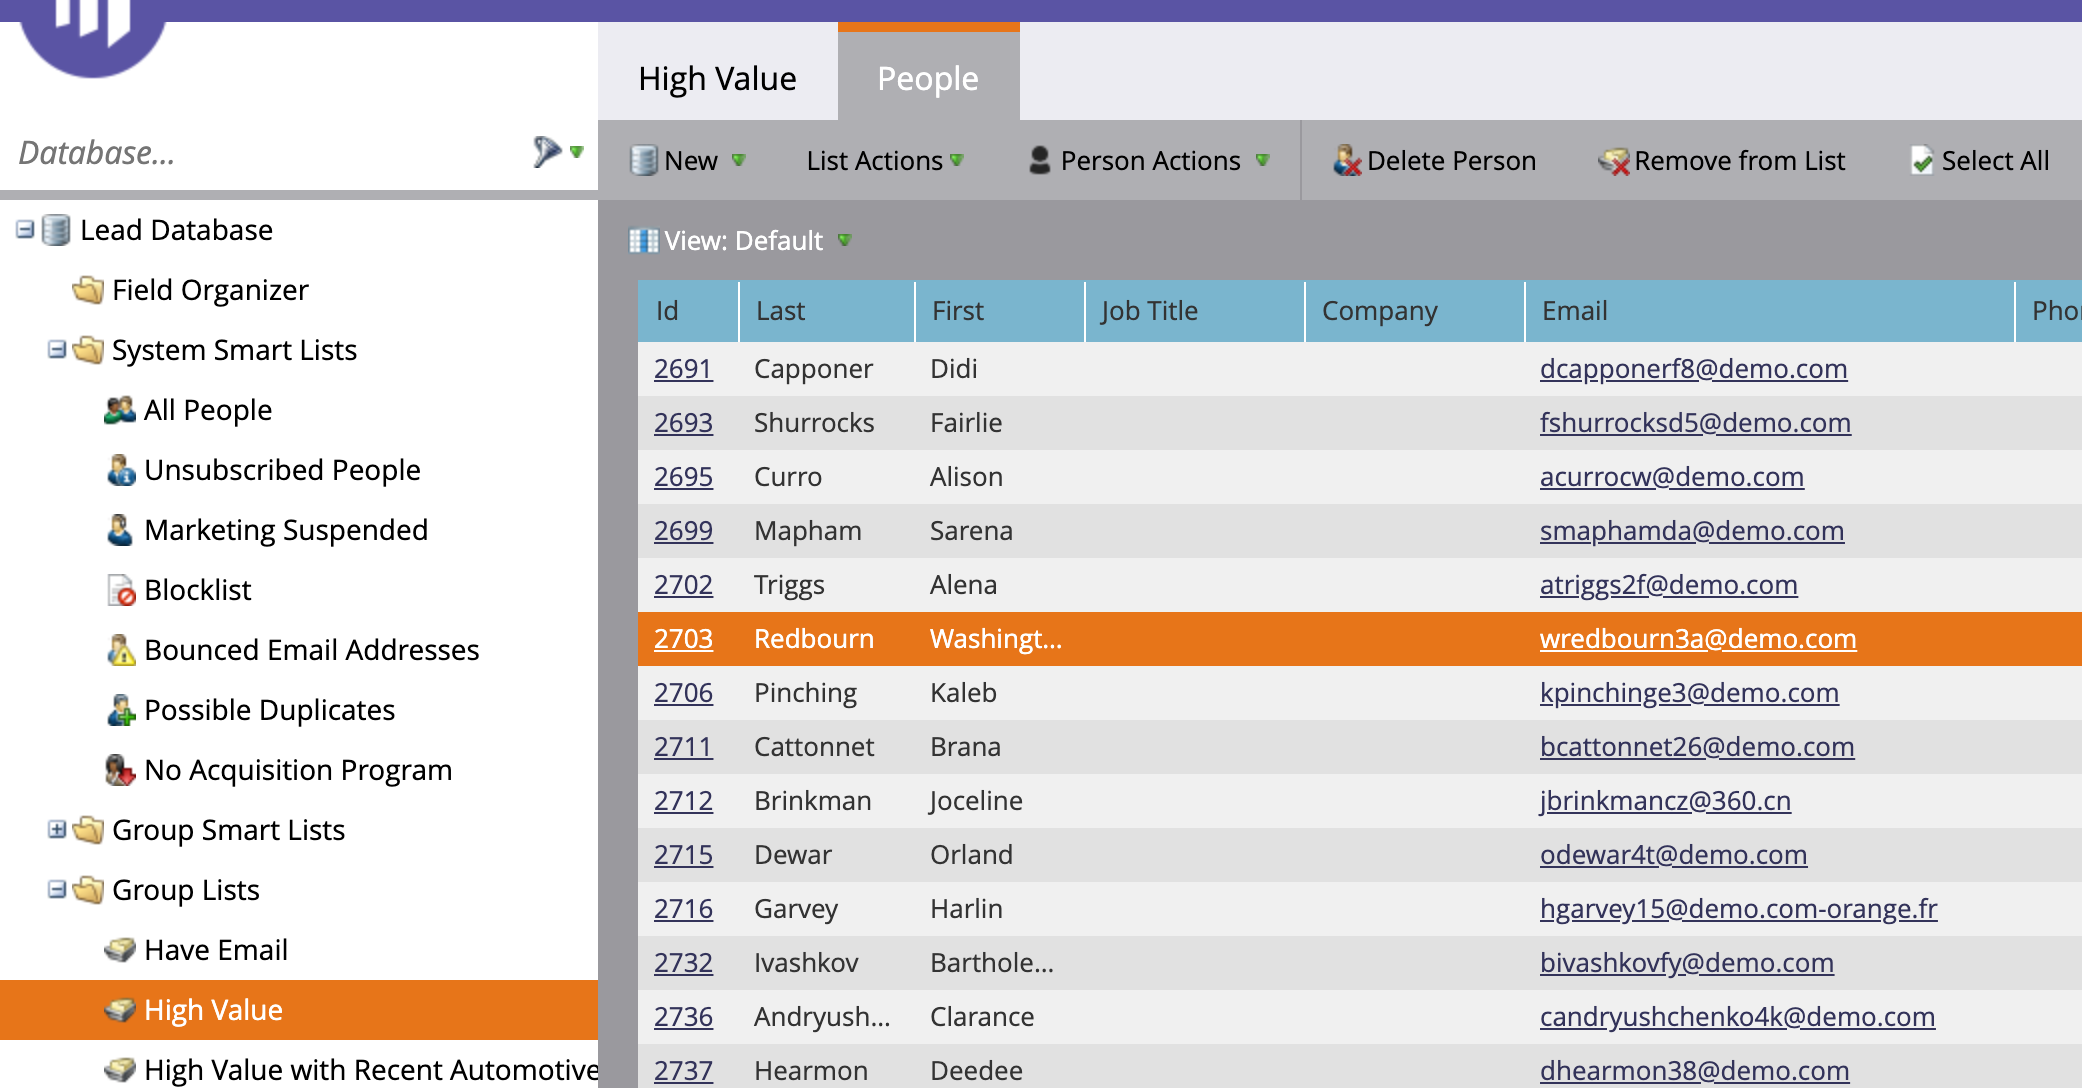 High Value People
Database...
New List Actions Person Actions Delete Person Remove from List Select All
View: Default
Lead Database
Field Organizer
System Smart Lists
All People
Unsubscribed People
Marketing Suspended
Blocklist
Bounced Email Addresses
Possible Duplicates
No Acquisition Program
Group Smart Lists
Group Lists
Have Email
High Value
High Value with Recent Automotive
Id Last First Job Title Company Email Pho
2691 Capponer Didi dcapponerf8@demo.com
2693 Shurrocks Fairlie fshurrocksd5@demo.com
2695 Curro Alison acurrocw@demo.com
2699 Mapham Sarena smaphamda@demo.com
2702 Triggs Alena atriggs2f@demo.com
2703 Redbourn Washingt... wredbourn3a@demo.com
2706 Pinching Kaleb kpinchinge3@demo.com
2711 Cattonnet Brana bcattonnet26@demo.com
2712 Brinkman Joceline jbrinkmancz@360.cn
2715 Dewar Orland odewar4t@demo.com
2716 Garvey Harlin hgarvey15@demo.com-orange.fr
2732 Ivashkov Barthole... bivashkovfy@demo.com
2736 Andryush... Clarance candryushchenko4k@demo.com
2737 Hearmon Deedee dhearmon38@demo.com